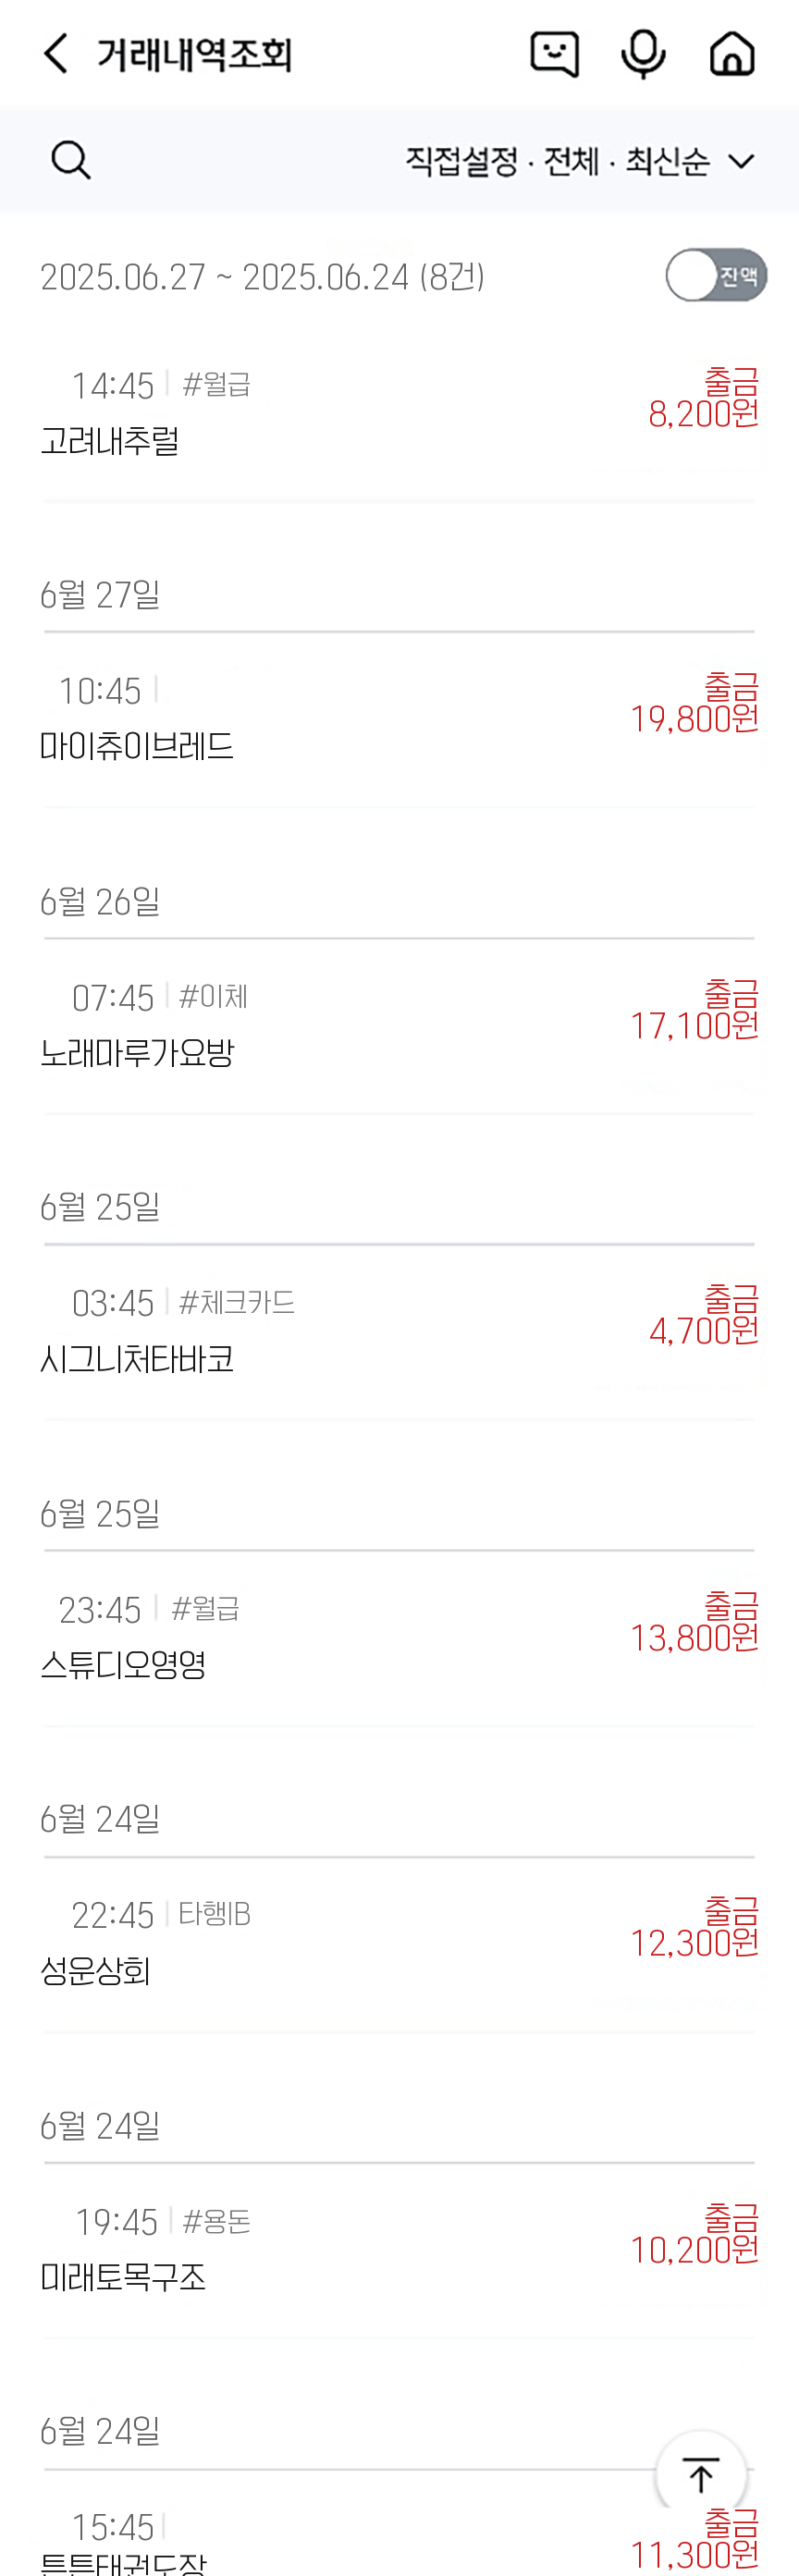 거래내역조회
직접설정 · 전체 · 최신순
2025.06.27 ~ 2025.06.24 (8건)
잔액
14:45 | #월급
출금
고려내추럴
8,200원
6월 27일
10:45 |
출금
마이츄이브레드
19,800원
6월 26일
07:45 | #이체
출금
노래마루가요방
17,100원
6월 25일
03:45 | #체크카드
출금
시그니처타바코
4,700원
6월 25일
23:45 | #월급
출금
스튜디오영영
13,800원
6월 24일
22:45 | 타행IB
출금
성운상회
12,300원
6월 24일
19:45 | #용돈
출금
미래토목구조
10,200원
6월 24일
15:45 |
출금
튼튼태권도장
11,300원